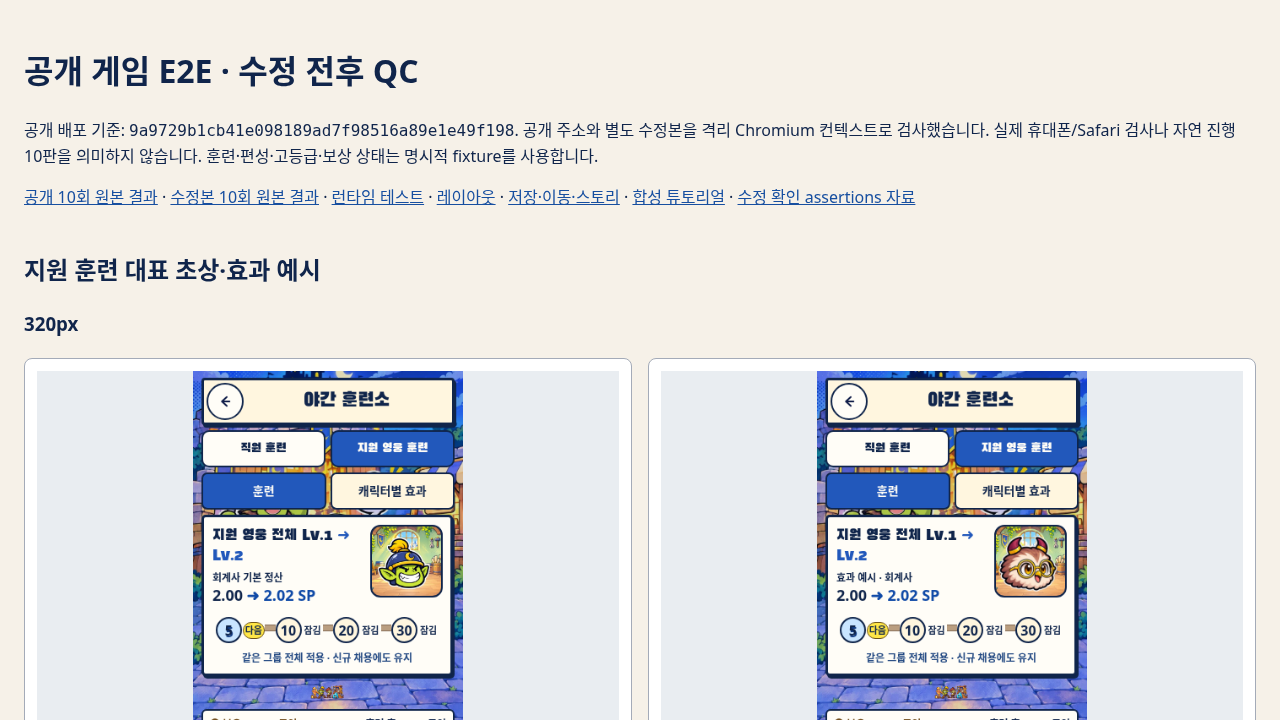 공개 게임 E2E · 수정 전후 QC
공개 배포 기준: 9a9729b1cb41e098189ad7f98516a89e1e49f198. 공개 주소와 별도 수정본을 격리 Chromium 컨텍스트로 검사했습니다. 실제 휴대폰/Safari 검사나 자연 진행
10판을 의미하지 않습니다. 훈련·편성·고등급·보상 상태는 명시적 fixture를 사용합니다.
공개 10회 원본 결과 · 수정본 10회 원본 결과 · 런타임 테스트 · 레이아웃 · 저장·이동·스토리 · 합성 튜토리얼 · 수정 확인 assertions 자료
지원 훈련 대표 초상·효과 예시
320px
야간 훈련소
직원 훈련 지원 영웅 훈련
훈련 캐릭터별 효과
지원 영웅 전체 Lv.1 →
Lv.2
회계사 기본 정산
2.00 → 2.02 SP
5 다음 10 잠김 20 잠김 30 잠김
같은 그룹 전체 적용 · 신규 채용에도 유지
야간 훈련소
직원 훈련 지원 영웅 훈련
훈련 캐릭터별 효과
지원 영웅 전체 Lv.1 →
Lv.2
효과 예시 · 회계사
2.00 → 2.02 SP
5 다음 10 잠김 20 잠김 30 잠김
같은 그룹 전체 적용 · 신규 채용에도 유지